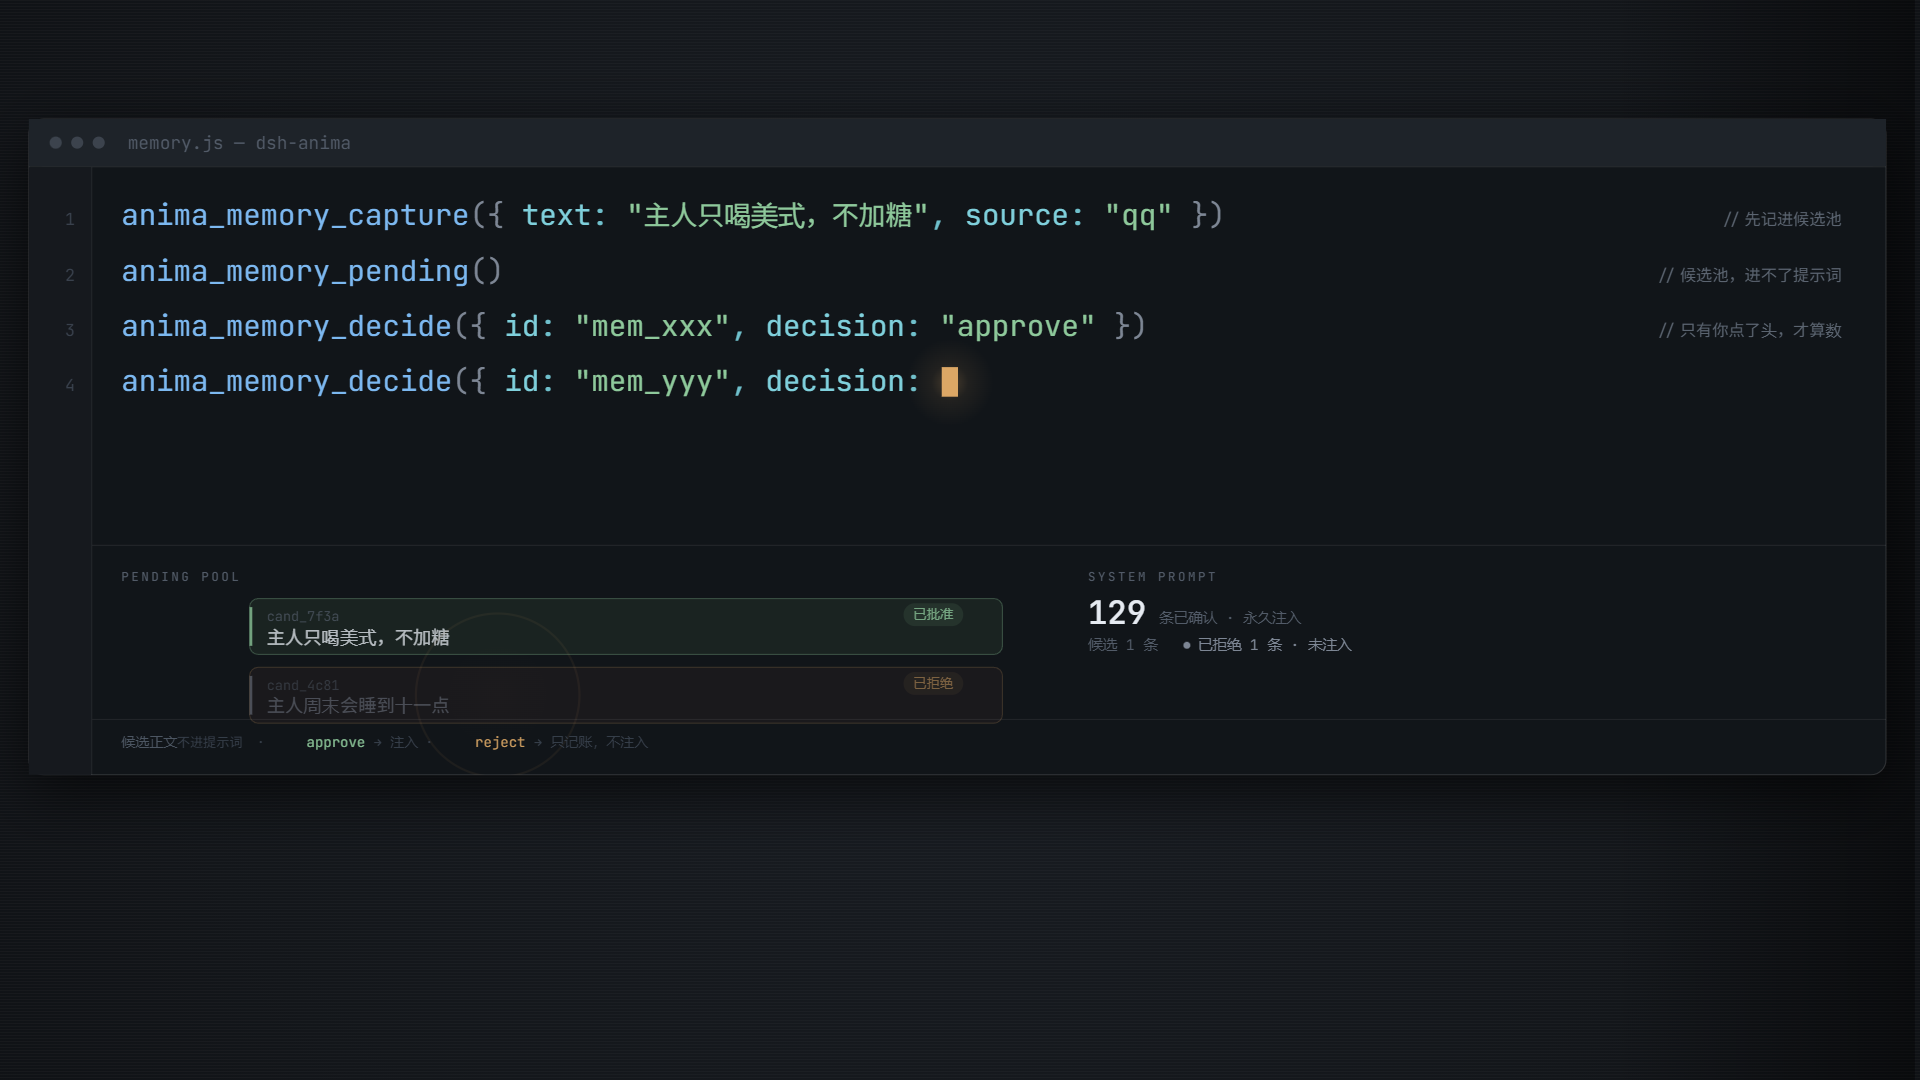 memory.js — dsh-anima
1 anima_memory_capture({ text: "主人只喝美式，不加糖", source: "qq" }) // 先记进候选池
2 anima_memory_pending() // 候选池，进不了提示词
3 anima_memory_decide({ id: "mem_xxx", decision: "approve" }) // 只有你点了头，才算数
4 anima_memory_decide({ id: "mem_yyy", decision:
PENDING POOL
cand_7f3a 已批准
主人只喝美式，不加糖
cand_4c81 已拒绝
主人周末会睡到十一点
SYSTEM PROMPT
129 条已确认 · 永久注入
候选 1 条 ● 已拒绝 1 条 · 未注入
候选正文不进提示词 · approve → 注入 · reject → 只记账，不注入